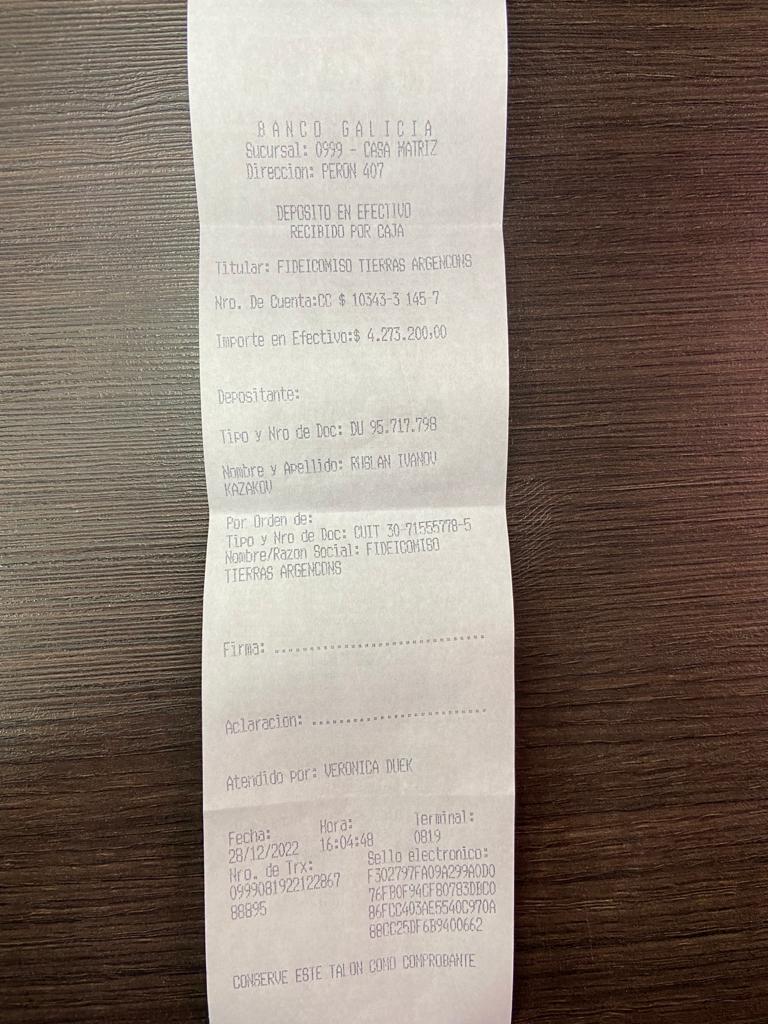 BANCO GALICIA
Sucursal: 0999 - CASA MATRIZ
Direccion: PERON 407
DEPOSITO EN EFECTIVO
RECIBIDO POR CAJA
Titular: FIDEICOMISO TIERRAS ARGENCONS
Nro. De Cuenta:CC $ 10343-3 145-7
Importe en Efectivo:$ 4.273.200,00
Depositante:
Tipo y Nro de Doc: DU 95.717.798
Nombre y Apellido: RUSLAN IVANOV
KAZAKOV
Por Orden de:
Tipo y Nro de Doc: CUIT 30-71555778-5
Nombre/Razon Social: FIDEICOMISO
TIERRAS ARGENCONS
Firma: ..............................
Aclaracion: .........................
Atendido por: VERONICA DUEK
Fecha: Hora: Terminal:
28/12/2022 16:04:48 0819
Nro. de Trx: Sello electronico:
0999081922122867 F302797FA09A299A0D0
88895 76FB0F94CFB0783DBC0
86FCC403AE5540C970A
88CC25DF6B9400662
CONSERVE ESTE TALON COMO COMPROBANTE